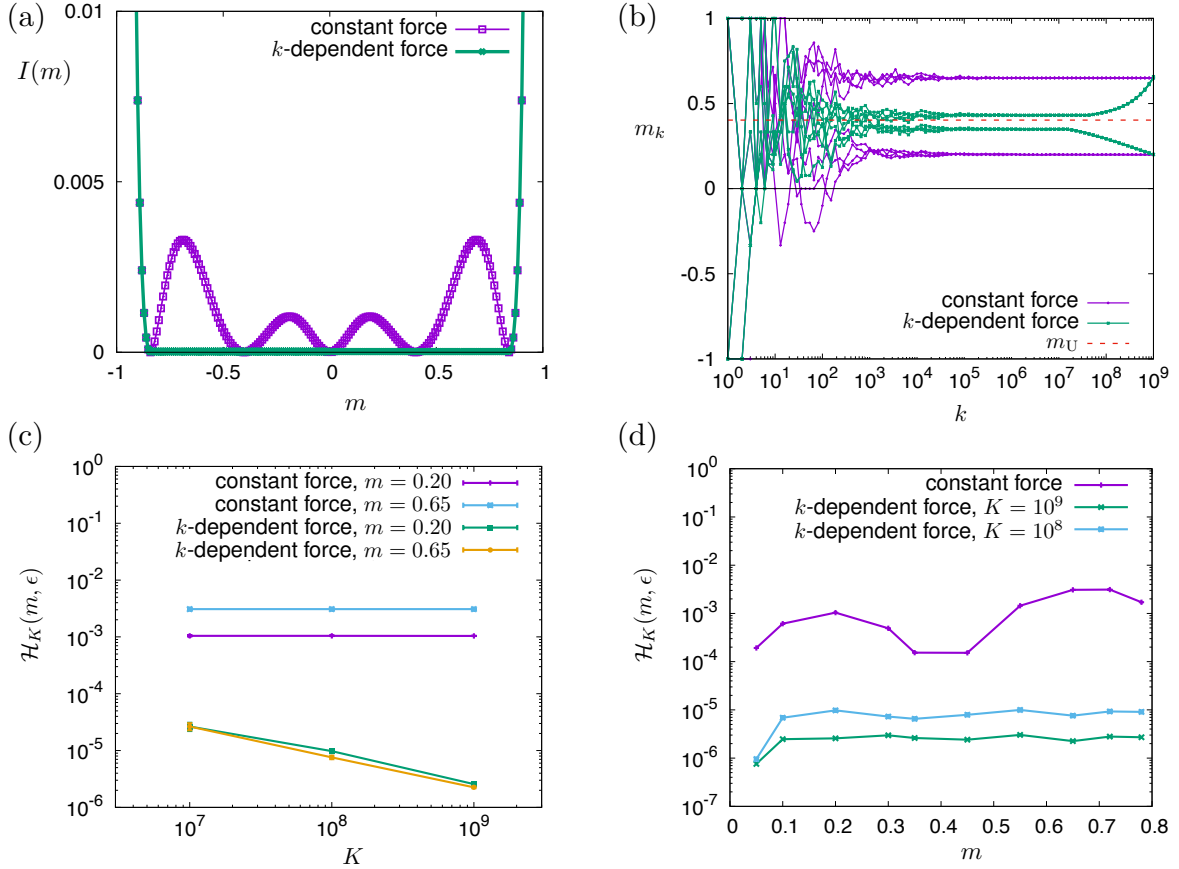 (a)
I(m)
constant force
k-dependent force
0.01
0.005
0
-1
-0.5
0
0.5
1
m
(b)
m_k
constant force
k-dependent force
m_U
1
0.5
0
-0.5
-1
10^0
10^1
10^2
10^3
10^4
10^5
10^6
10^7
10^8
10^9
k
(c)
H_K(m, ϵ)
constant force, m = 0.20
constant force, m = 0.65
k-dependent force, m = 0.20
k-dependent force, m = 0.65
10^0
10^-1
10^-2
10^-3
10^-4
10^-5
10^-6
10^7
10^8
10^9
K
(d)
H_K(m, ϵ)
constant force
k-dependent force, K = 10^9
k-dependent force, K = 10^8
10^0
10^-1
10^-2
10^-3
10^-4
10^-5
10^-6
10^-7
0
0.1
0.2
0.3
0.4
0.5
0.6
0.7
0.8
m